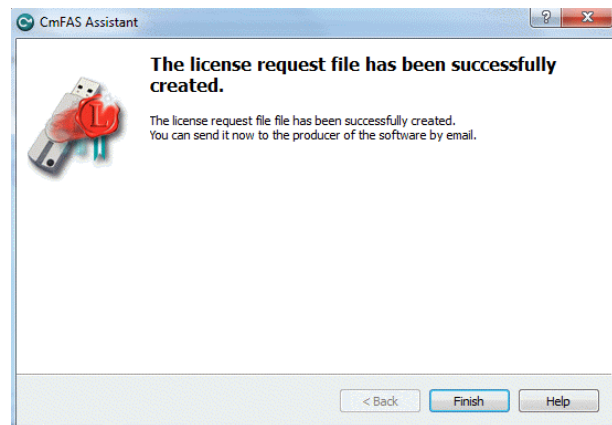 CmFAS Assistant
The license request file has been successfully
created.
The license request file file has been successfully created.
You can send it now to the producer of the software by email.
L
< Back
Finish
Help